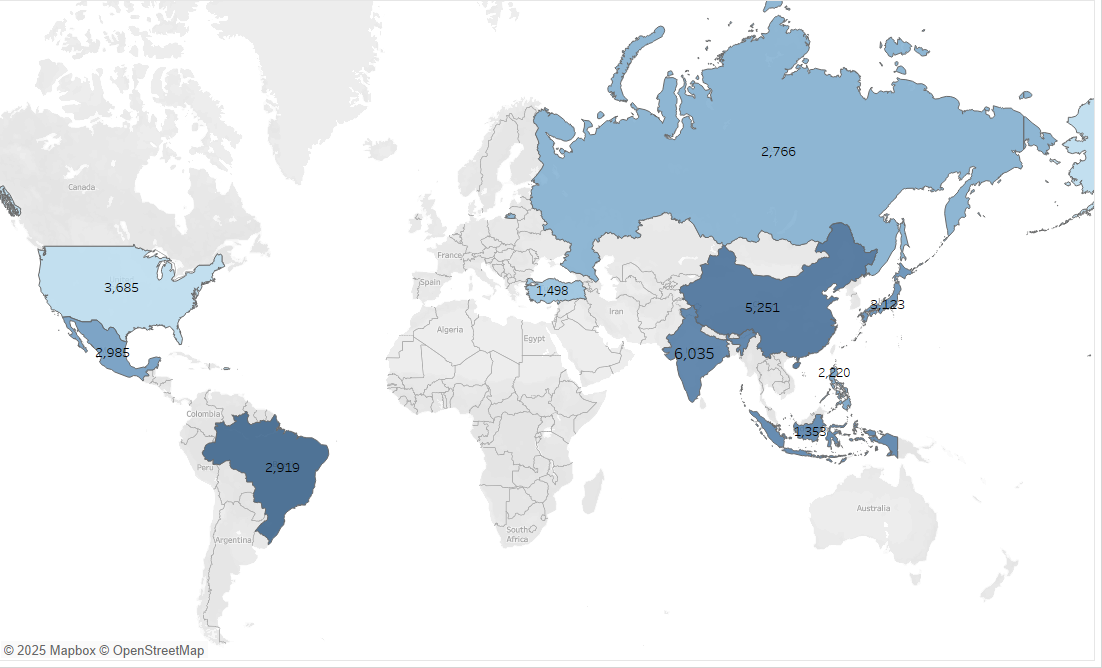 2,766
Canada
France
3,685
Spain
1,498
5,251
3,123
Iran
Algeria
Egypt
2,985
6,035
2,220
Colombia
1,353
Peru
2,919
Australia
South
Africa
Argentina
© 2025 Mapbox © OpenStreetMap